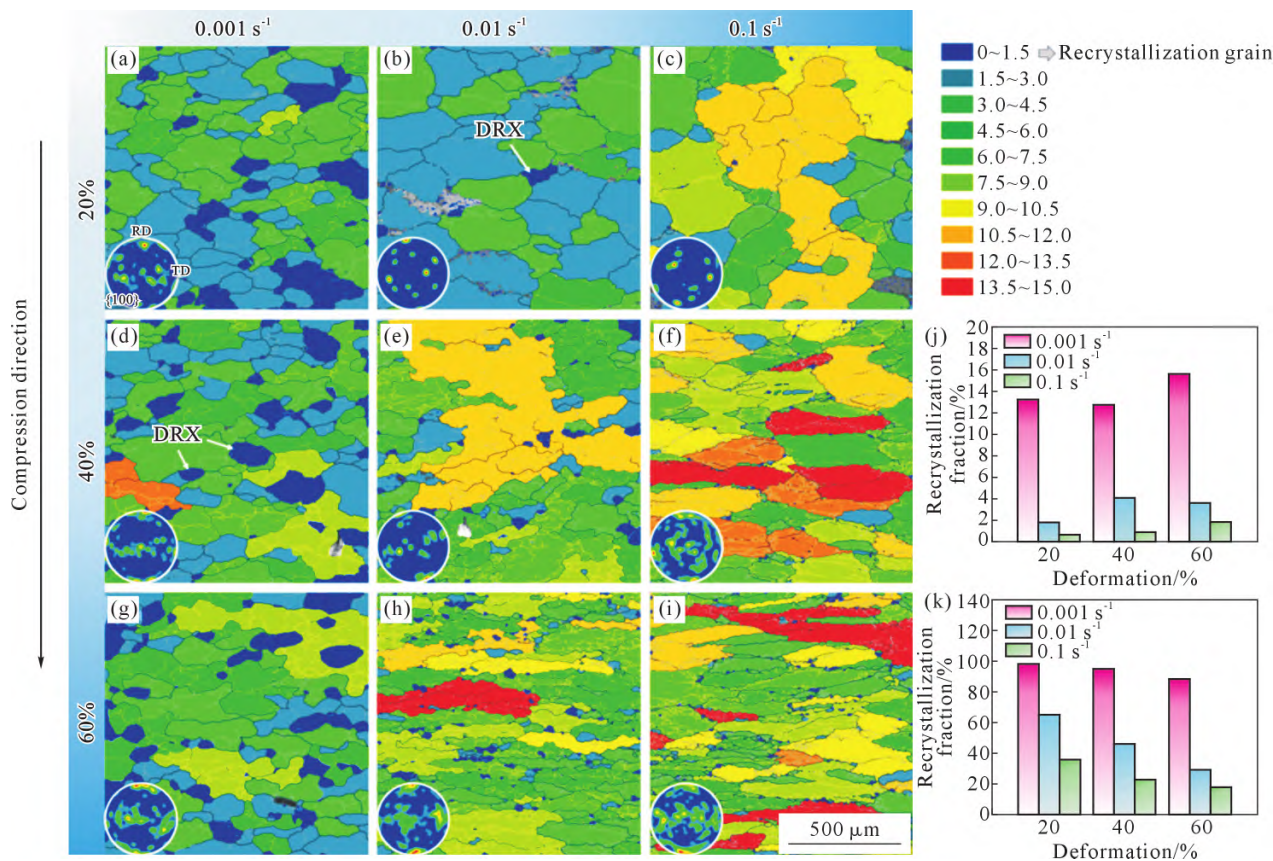 0.001 s⁻¹
0.01 s⁻¹
0.1 s⁻¹
Compression direction
20%
40%
60%
(a)
RD
TD
{100}
(b)
DRX
(c)
(d)
DRX
(e)
(f)
(g)
(h)
(i)
500 μm
0~1.5 Recrystallization grain
1.5~3.0
3.0~4.5
4.5~6.0
6.0~7.5
7.5~9.0
9.0~10.5
10.5~12.0
12.0~13.5
13.5~15.0
(j)
Recrystallization
fraction/%
20
18
16
14
12
10
8
6
4
2
0
0.001 s⁻¹
0.01 s⁻¹
0.1 s⁻¹
20
40
60
Deformation/%
(k)
Recrystallization
fraction/%
140
120
100
80
60
40
20
0
0.001 s⁻¹
0.01 s⁻¹
0.1 s⁻¹
20
40
60
Deformation/%